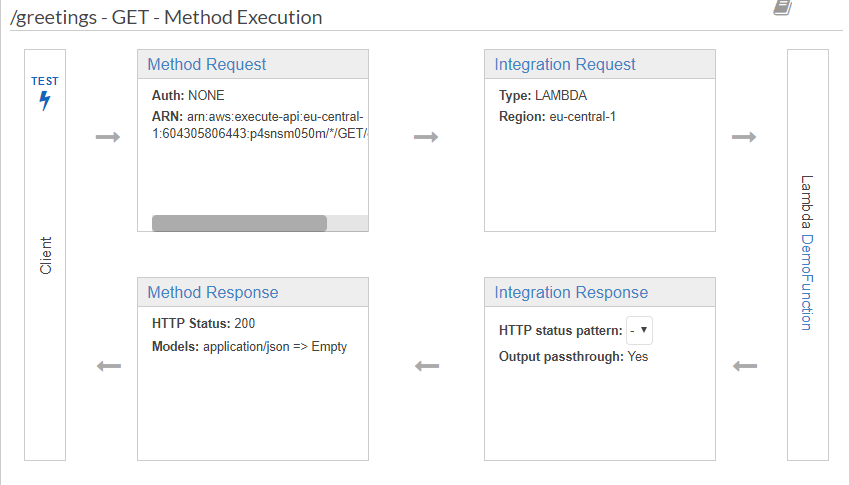 /greetings - GET - Method Execution
TEST
Client
Method Request
Auth: NONE
ARN: arn:aws:execute-api:eu-central-
1:604305806443:p4snsm050m/*/GET/
Integration Request
Type: LAMBDA
Region: eu-central-1
Lambda DemoFunction
Method Response
HTTP Status: 200
Models: application/json => Empty
Integration Response
HTTP status pattern: -
Output passthrough: Yes